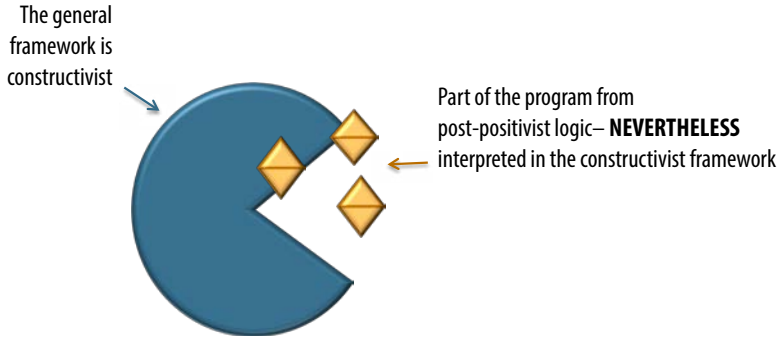 The general
framework is
constructivist
Part of the program from
post-positivist logic– NEVERTHELESS
interpreted in the constructivist framework